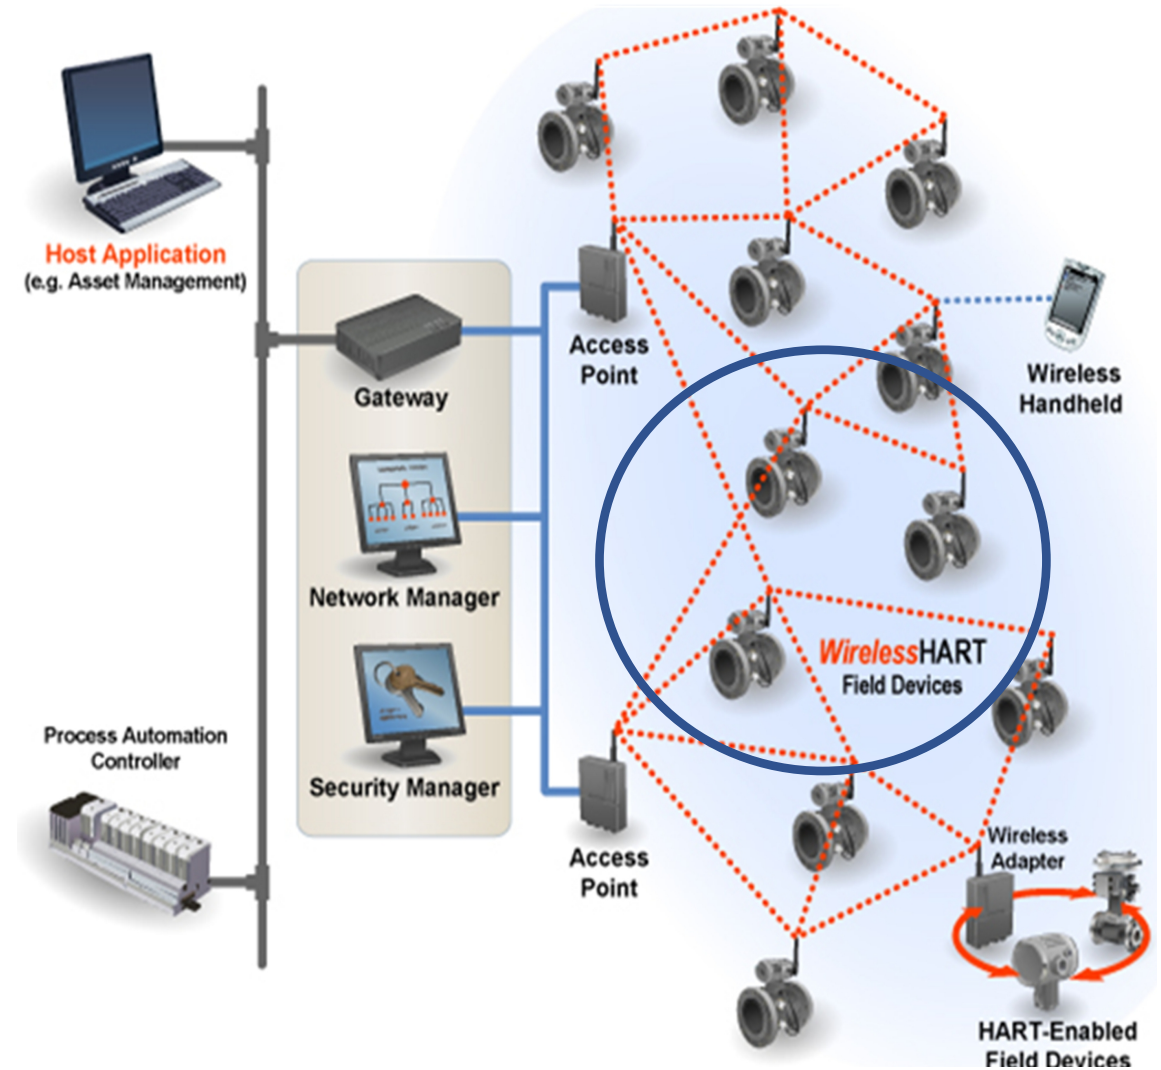 Host Application
(e.g. Asset Management)
Gateway
Network Manager
Security Manager
Process Automation
Controller
Access
Point
Wireless
Handheld
WirelessHART
Field Devices
Access
Point
Wireless
Adapter
HART-Enabled
Field Devices